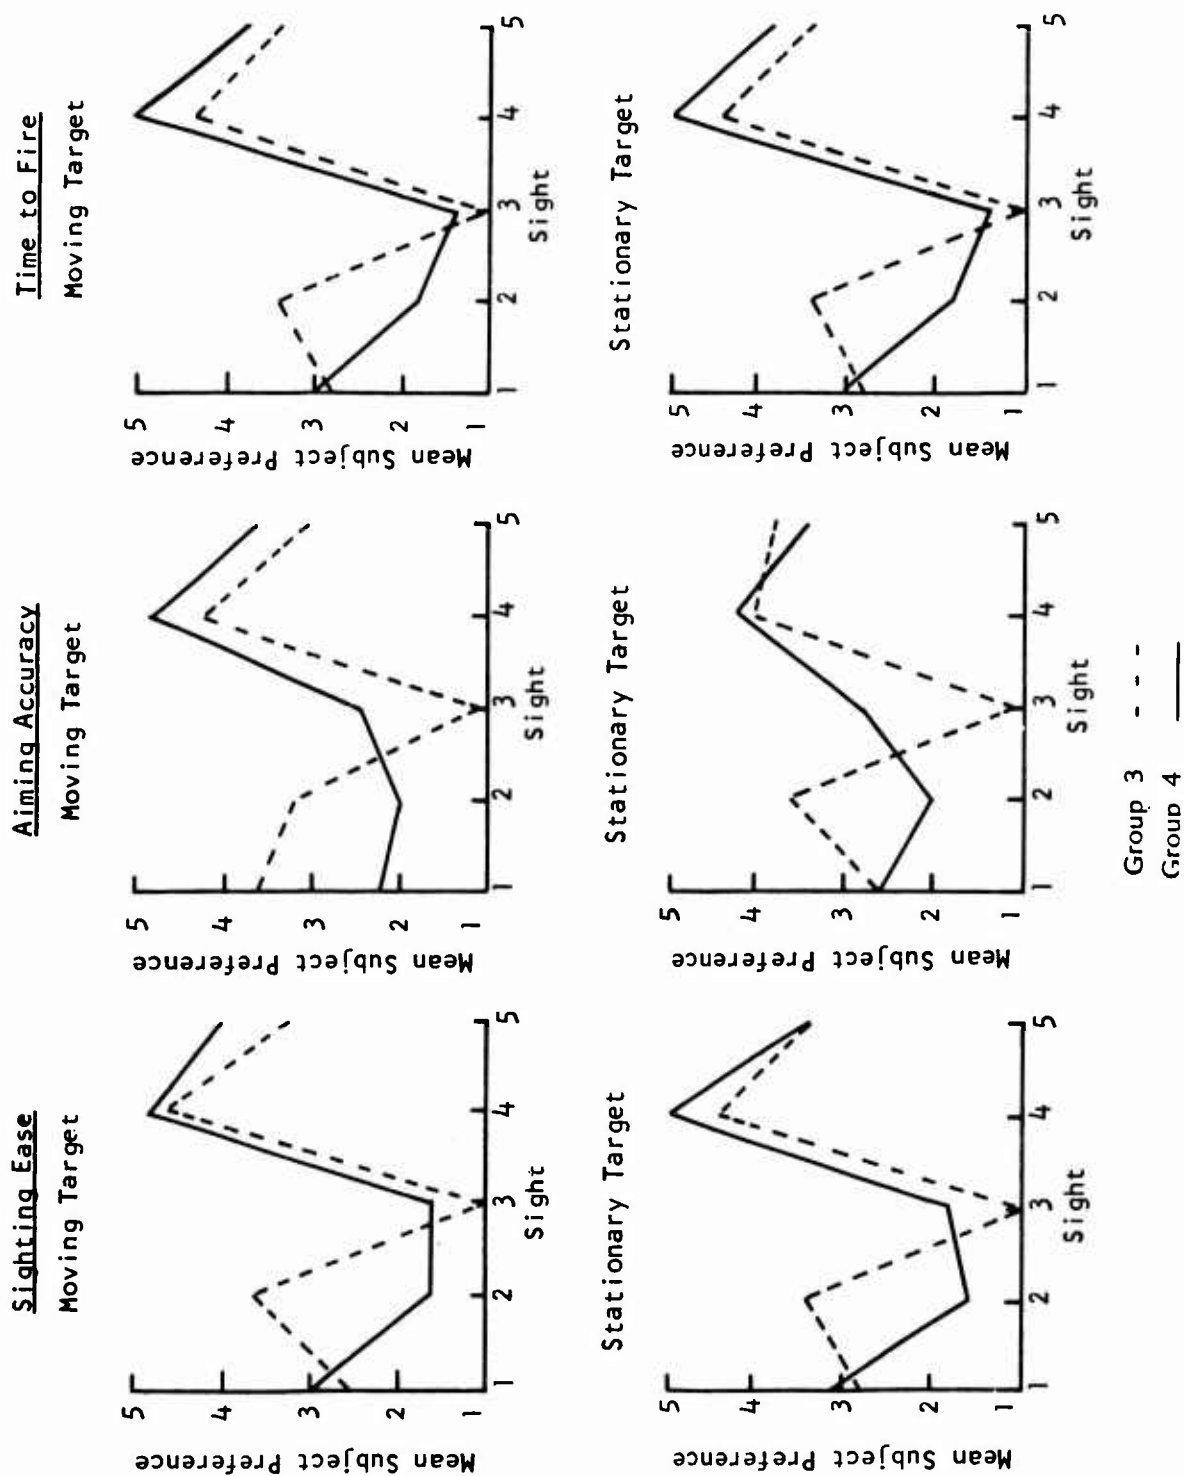 Sighting Ease
Moving Target
5
4
3
2
1
Mean Subject Preference
1
2
3
4
5
Sight
Aiming Accuracy
Moving Target
5
4
3
2
1
Mean Subject Preference
1
2
3
4
5
Sight
Time to Fire
Moving Target
5
4
3
2
1
Mean Subject Preference
1
2
3
4
5
Sight
Stationary Target
5
4
3
2
1
Mean Subject Preference
1
2
3
4
5
Sight
Stationary Target
5
4
3
2
1
Mean Subject Preference
1
2
3
4
5
Sight
Stationary Target
5
4
3
2
1
Mean Subject Preference
1
2
3
4
5
Sight
Group 3
Group 4